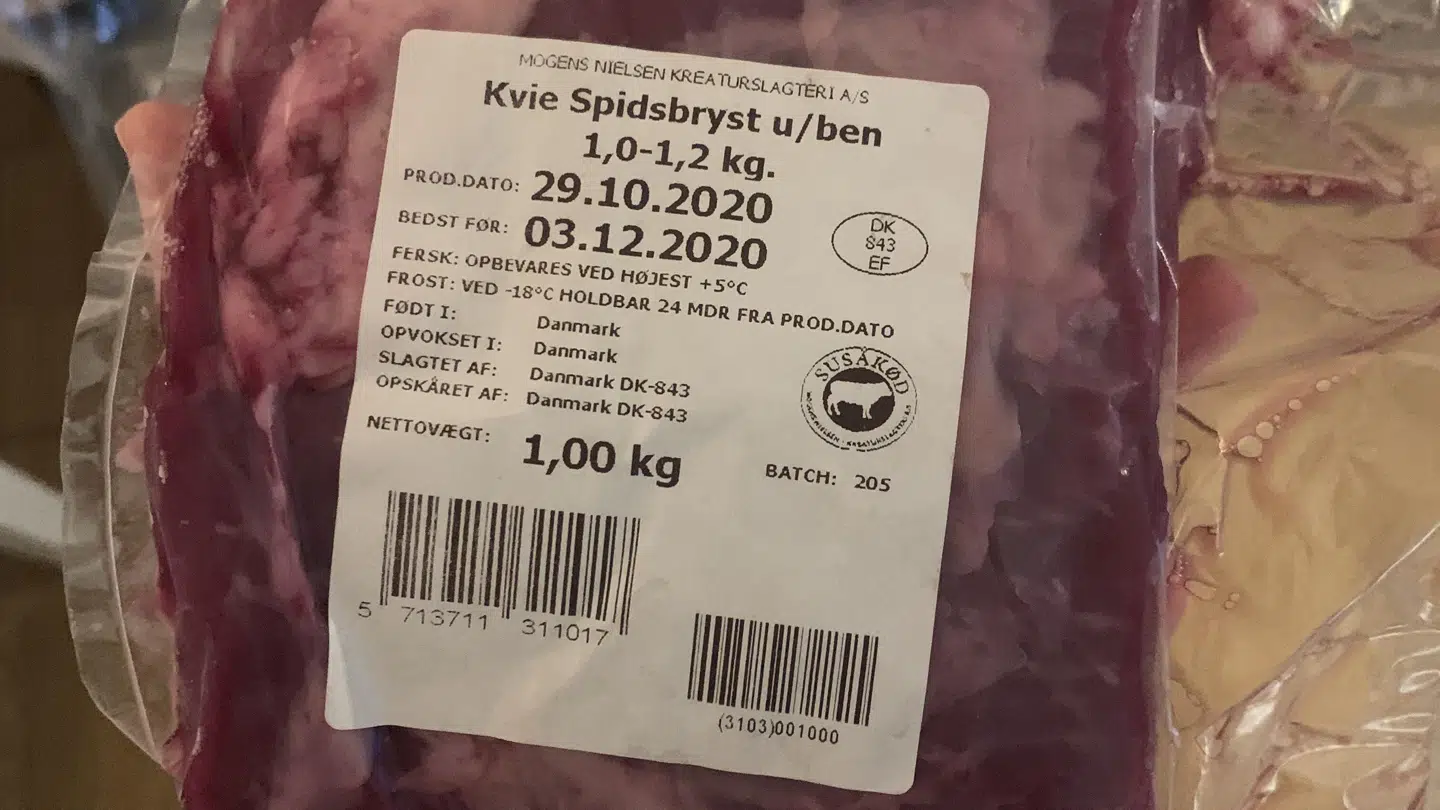 MOGENS NIELSEN KREATURSLAGTERI A/S
Kvie Spidsbryst u/ben
1,0-1,2 kg.
PROD.DATO: 29.10.2020
BEDST FØR: 03.12.2020
DK
843
EF
FERSK: OPBEVARES VED HØJEST +5°C
FROST: VED -18°C HOLDBAR 24 MDR FRA PROD.DATO
FØDT I: Danmark
OPVOKSET I: Danmark
SLAGTET AF: Danmark DK-843
OPSKÅRET AF: Danmark DK-843
SUSÅKØD
NETTOVÆGT: 1,00 kg
BATCH: 205
5 713711 311017
(3103)001000